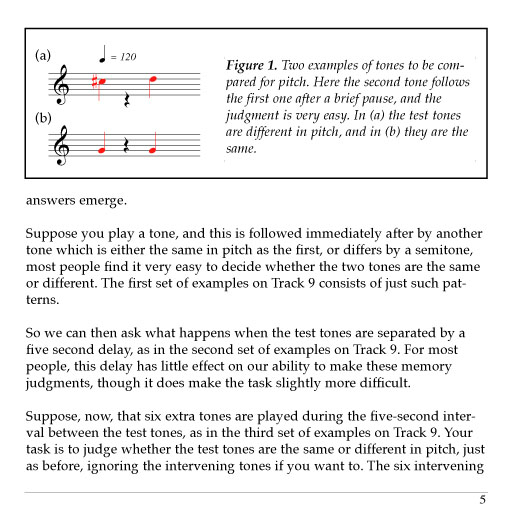 (a)
= 120
(b)
Figure 1. Two examples of tones to be com-
pared for pitch. Here the second tone follows
the first one after a brief pause, and the
judgment is very easy. In (a) the test tones
are different in pitch, and in (b) they are the
same.
answers emerge.
Suppose you play a tone, and this is followed immediately after by another
tone which is either the same in pitch as the first, or differs by a semitone,
most people find it very easy to decide whether the two tones are the same
or different. The first set of examples on Track 9 consists of just such pat-
terns.
So we can then ask what happens when the test tones are separated by a
five second delay, as in the second set of examples on Track 9. For most
people, this delay has little effect on our ability to make these memory
judgments, though it does make the task slightly more difficult.
Suppose, now, that six extra tones are played during the five-second inter-
val between the test tones, as in the third set of examples on Track 9. Your
task is to judge whether the test tones are the same or different in pitch, just
as before, ignoring the intervening tones if you want to. The six intervening
5